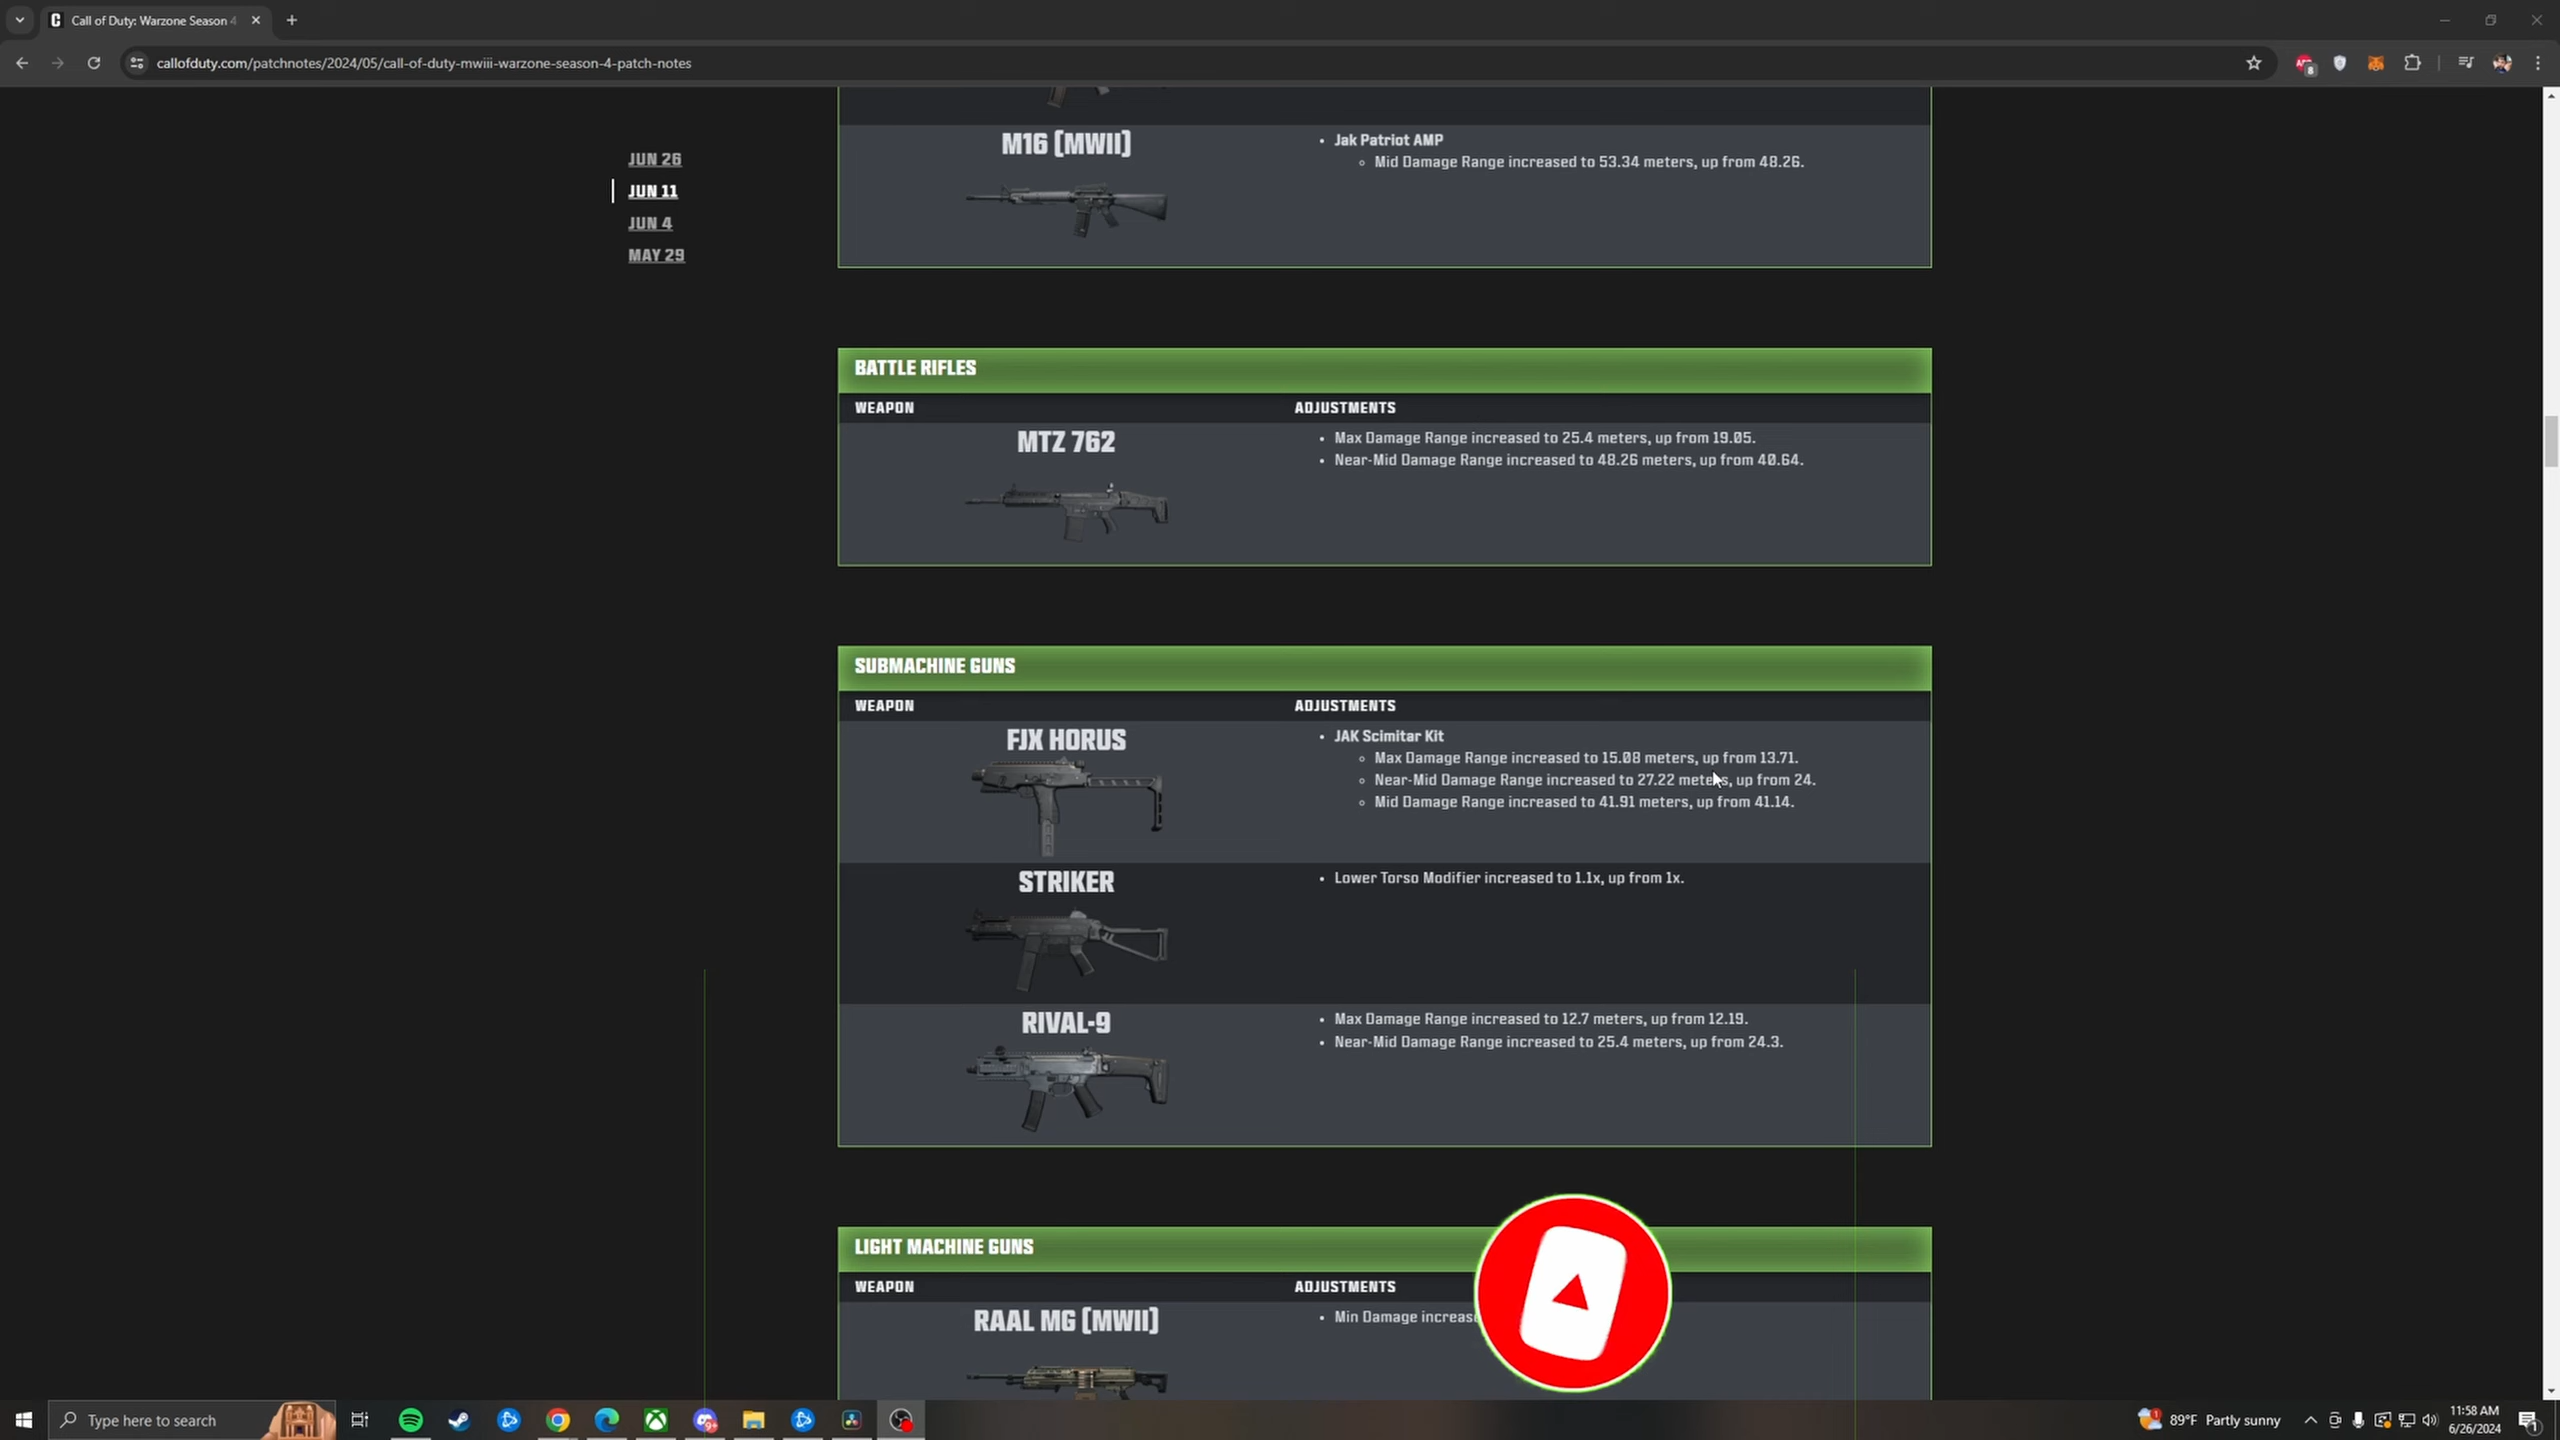 Call of Duty: Warzone Season 4
callofduty.com/patchnotes/2024/05/call-of-duty-mwiii-warzone-season-4-patch-notes
JUN 26
JUN 11
JUN 4
MAY 29
M16 (MWII)
Jak Patriot AMP
Mid Damage Range increased to 53.34 meters, up from 48.26.
BATTLE RIFLES
WEAPON
ADJUSTMENTS
MTZ 762
Max Damage Range increased to 25.4 meters, up from 19.05.
Near-Mid Damage Range increased to 48.26 meters, up from 40.64.
SUBMACHINE GUNS
WEAPON
ADJUSTMENTS
FJX HORUS
JAK Scimitar Kit
Max Damage Range increased to 15.08 meters, up from 13.71.
Near-Mid Damage Range increased to 27.22 meters, up from 24.
Mid Damage Range increased to 41.91 meters, up from 41.14.
STRIKER
Lower Torso Modifier increased to 1.1x, up from 1x.
RIVAL-9
Max Damage Range increased to 12.7 meters, up from 12.19.
Near-Mid Damage Range increased to 25.4 meters, up from 24.3.
LIGHT MACHINE GUNS
WEAPON
ADJUSTMENTS
RAAL MG (MWII)
Min Damage increas
Type here to search
89°F Partly sunny
11:58 AM
6/26/2024